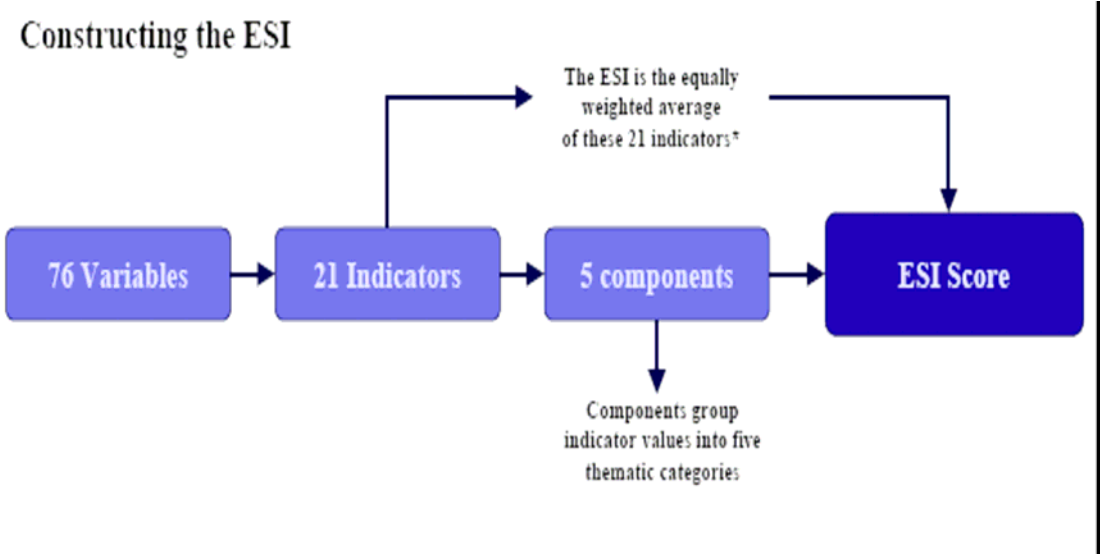 Constructing the ESI
The ESI is the equally
weighted average
of these 21 indicators*
76 Variables
21 Indicators
5 components
ESI Score
Components group
indicator values into five
thematic categories